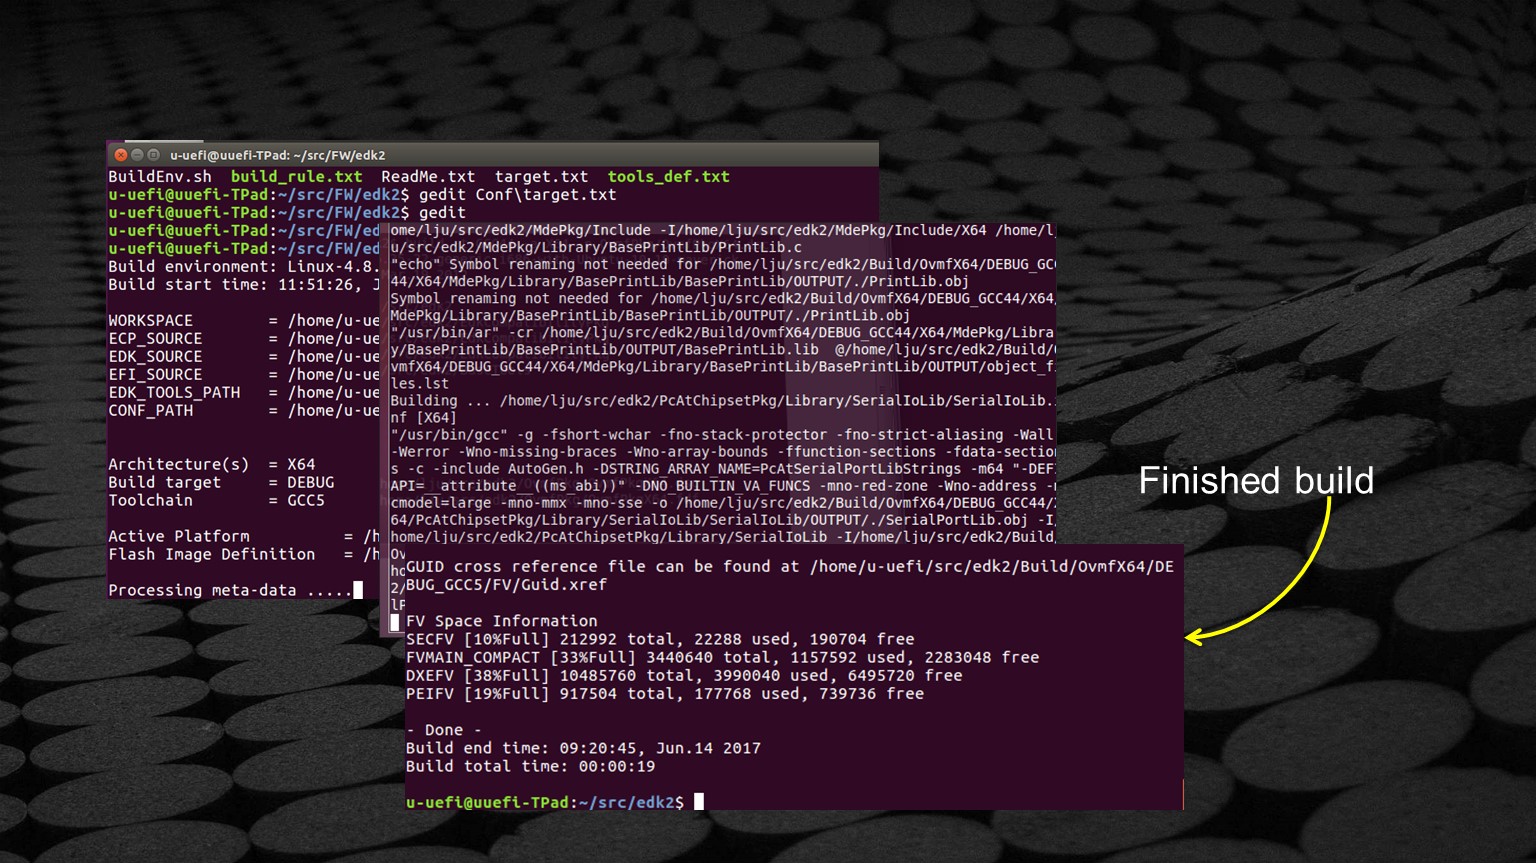 u-uefi@uuefi-TPad: ~/src/FW/edk2
BuildEnv.sh build_rule.txt ReadMe.txt target.txt tools_def.txt
u-uefi@uuefi-TPad:~/src/FW/edk2$ gedit Conf\target.txt
u-uefi@uuefi-TPad:~/src/FW/edk2$ gedit
u-uefi@uuefi-TPad:~/src/FW/ed
u-uefi@uuefi-TPad:~/src/FW/ed
Build environment: Linux-4.8.
Build start time: 11:51:26, J
WORKSPACE = /home/u-ue
ECP_SOURCE = /home/u-ue
EDK_SOURCE = /home/u-ue
EFI_SOURCE = /home/u-ue
EDK_TOOLS_PATH = /home/u-ue
CONF_PATH = /home/u-ue
Architecture(s) = X64
Build target = DEBUG
Toolchain = GCC5
Active Platform = /h
Flash Image Definition = /h
Processing meta-data .....
ome/lju/src/edk2/MdePkg/Include -I/home/lju/src/edk2/MdePkg/Include/X64 /home/l
u/src/edk2/MdePkg/Library/BasePrintLib/PrintLib.c
"echo" Symbol renaming not needed for /home/lju/src/edk2/Build/OvmfX64/DEBUG_GC
44/X64/MdePkg/Library/BasePrintLib/BasePrintLib/OUTPUT/./PrintLib.obj
Symbol renaming not needed for /home/lju/src/edk2/Build/OvmfX64/DEBUG_GCC44/X64
MdePkg/Library/BasePrintLib/BasePrintLib/OUTPUT/./PrintLib.obj
"/usr/bin/ar" -cr /home/lju/src/edk2/Build/OvmfX64/DEBUG_GCC44/X64/MdePkg/Libra
y/BasePrintLib/BasePrintLib/OUTPUT/BasePrintLib.lib @/home/lju/src/edk2/Build/
vmfX64/DEBUG_GCC44/X64/MdePkg/Library/BasePrintLib/BasePrintLib/OUTPUT/object_f
les.lst
Building ... /home/lju/src/edk2/PcAtChipsetPkg/Library/SerialIoLib/SerialIoLib.
nf [X64]
"/usr/bin/gcc" -g -fshort-wchar -fno-stack-protector -fno-strict-aliasing -Wall
-Werror -Wno-missing-braces -Wno-array-bounds -ffunction-sections -fdata-section
s -c -include AutoGen.h -DSTRING_ARRAY_NAME=PcAtSerialPortLibStrings -m64 "-DEF
API=__attribute__((ms_abi))" -DNO_BUILTIN_VA_FUNCS -mno-red-zone -Wno-address -
cmodel=large -mno-mmx -mno-sse -o /home/lju/src/edk2/Build/OvmfX64/DEBUG_GCC44/
64/PcAtChipsetPkg/Library/SerialIoLib/SerialIoLib/OUTPUT/./SerialPortLib.obj -I
home/lju/src/edk2/PcAtChipsetPkg/Library/SerialIoLib -I/home/lju/src/edk2/Build
Ov
ho
2/
lP
GUID cross reference file can be found at /home/u-uefi/src/edk2/Build/OvmfX64/DE
BUG_GCC5/FV/Guid.xref
FV Space Information
SECFV [10%Full] 212992 total, 22288 used, 190704 free
FVMAIN_COMPACT [33%Full] 3440640 total, 1157592 used, 2283048 free
DXEFV [38%Full] 10485760 total, 3990040 used, 6495720 free
PEIFV [19%Full] 917504 total, 177768 used, 739736 free
- Done -
Build end time: 09:20:45, Jun.14 2017
Build total time: 00:00:19
u-uefi@uuefi-TPad:~/src/edk2$
Finished build